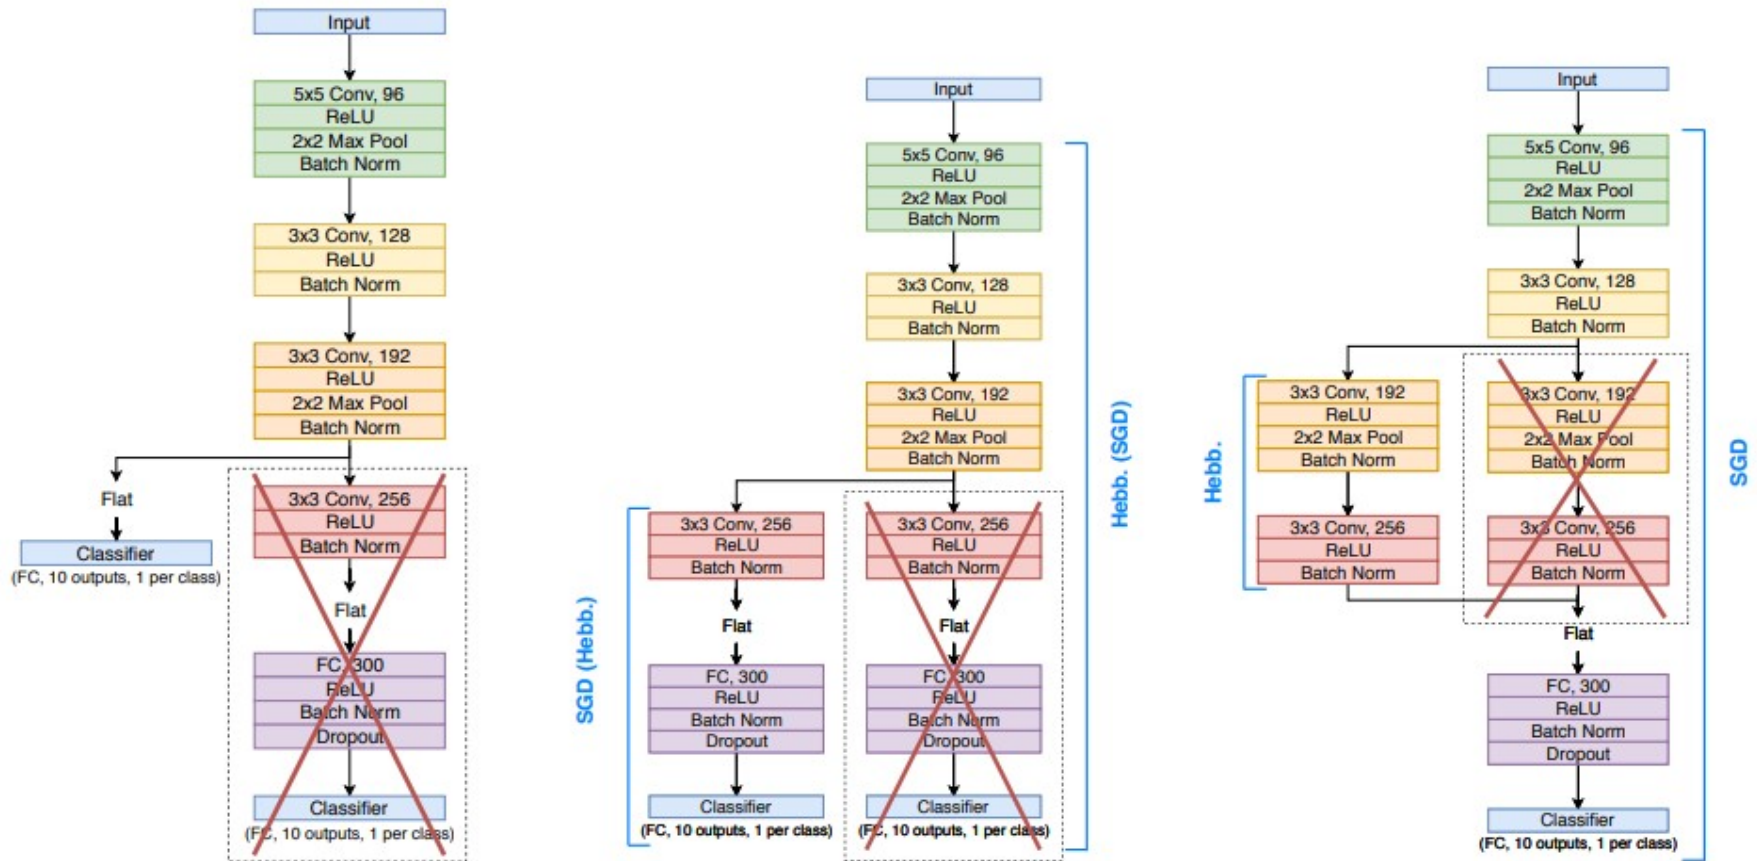 Input
5x5 Conv, 96
ReLU
2x2 Max Pool
Batch Norm
3x3 Conv, 128
ReLU
Batch Norm
3x3 Conv, 192
ReLU
2x2 Max Pool
Batch Norm
Flat
Classifier
(FC, 10 outputs, 1 per class)
3x3 Conv, 256
ReLU
Batch Norm
Flat
FC, 300
ReLU
Batch Norm
Dropout
Classifier
(FC, 10 outputs, 1 per class)
Input
5x5 Conv, 96
ReLU
2x2 Max Pool
Batch Norm
3x3 Conv, 128
ReLU
Batch Norm
3x3 Conv, 192
ReLU
2x2 Max Pool
Batch Norm
Hebb. (SGD)
SGD (Hebb.)
3x3 Conv, 256
ReLU
Batch Norm
Flat
FC, 300
ReLU
Batch Norm
Dropout
Classifier
(FC, 10 outputs, 1 per class)
3x3 Conv, 256
ReLU
Batch Norm
Flat
FC, 300
ReLU
Batch Norm
Dropout
Classifier
(FC, 10 outputs, 1 per class)
Input
5x5 Conv, 96
ReLU
2x2 Max Pool
Batch Norm
3x3 Conv, 128
ReLU
Batch Norm
Hebb.
3x3 Conv, 192
ReLU
2x2 Max Pool
Batch Norm
3x3 Conv, 256
ReLU
Batch Norm
3x3 Conv, 192
ReLU
2x2 Max Pool
Batch Norm
3x3 Conv, 256
ReLU
Batch Norm
SGD
Flat
FC, 300
ReLU
Batch Norm
Dropout
Classifier
(FC, 10 outputs, 1 per class)